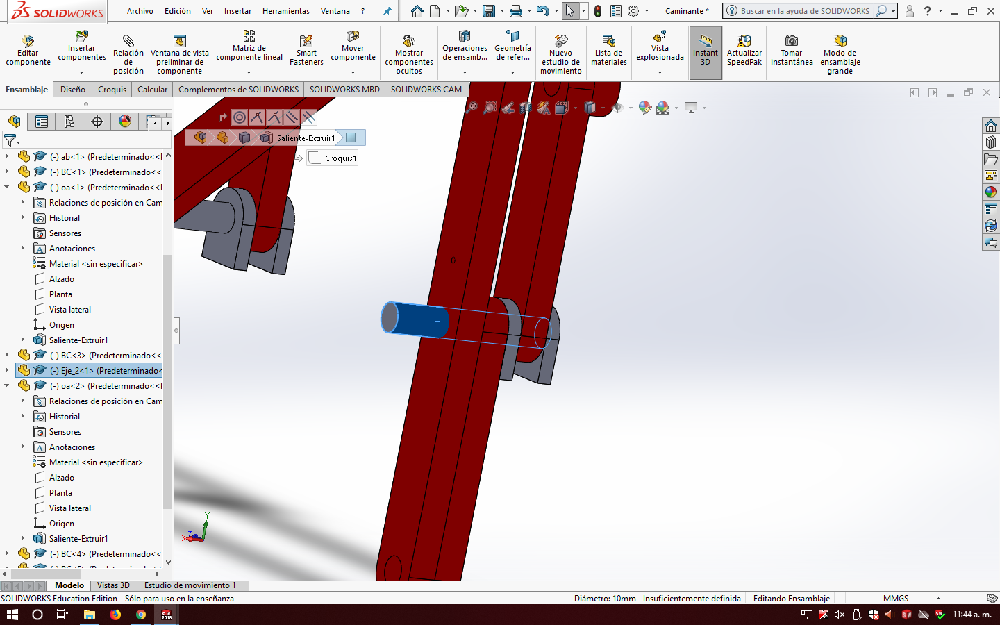 SOLIDWORKS
Archivo Edición Ver Insertar Herramientas Ventana ?
Caminante *
Buscar en la ayuda de SOLIDWORKS
?
Editar componente
Insertar componentes
Relación de posición
Ventana de vista preliminar de componente
Matriz de componente lineal
Smart Fasteners
Mover componente
Mostrar componentes ocultos
Operaciones de ensamb...
Geometría de refer...
Nuevo estudio de movimiento
Lista de materiales
Vista explosionada
Instant 3D
Actualizar SpeedPak
Tomar instantánea
Modo de ensamblaje grande
Ensamblaje Diseño Croquis Calcular Complementos de SOLIDWORKS SOLIDWORKS MBD SOLIDWORKS CAM
Saliente-Extruir1
Croquis1
(-) ab<1> (Predeterminado<<
(-) BC<1> (Predeterminado<<
(-) oa<1> (Predeterminado<<
Relaciones de posición en Cam
Historial
Sensores
Anotaciones
Material <sin especificar>
Alzado
Planta
Vista lateral
Origen
Saliente-Extruir1
(-) BC<3> (Predeterminado<<
(-) Eje_2<1> (Predeterminado<
(-) oa<2> (Predeterminado<<
Relaciones de posición en Cam
Historial
Sensores
Anotaciones
Material <sin especificar>
Alzado
Planta
Vista lateral
Origen
Saliente-Extruir1
(-) BC<4> (Predeterminado<<
Y
Z
X
Modelo Vistas 3D Estudio de movimiento 1
SOLIDWORKS Education Edition - Sólo para uso en la enseñanza
Diámetro: 10mm Insuficientemente definida Editando Ensamblaje MMGS
11:44 a. m.